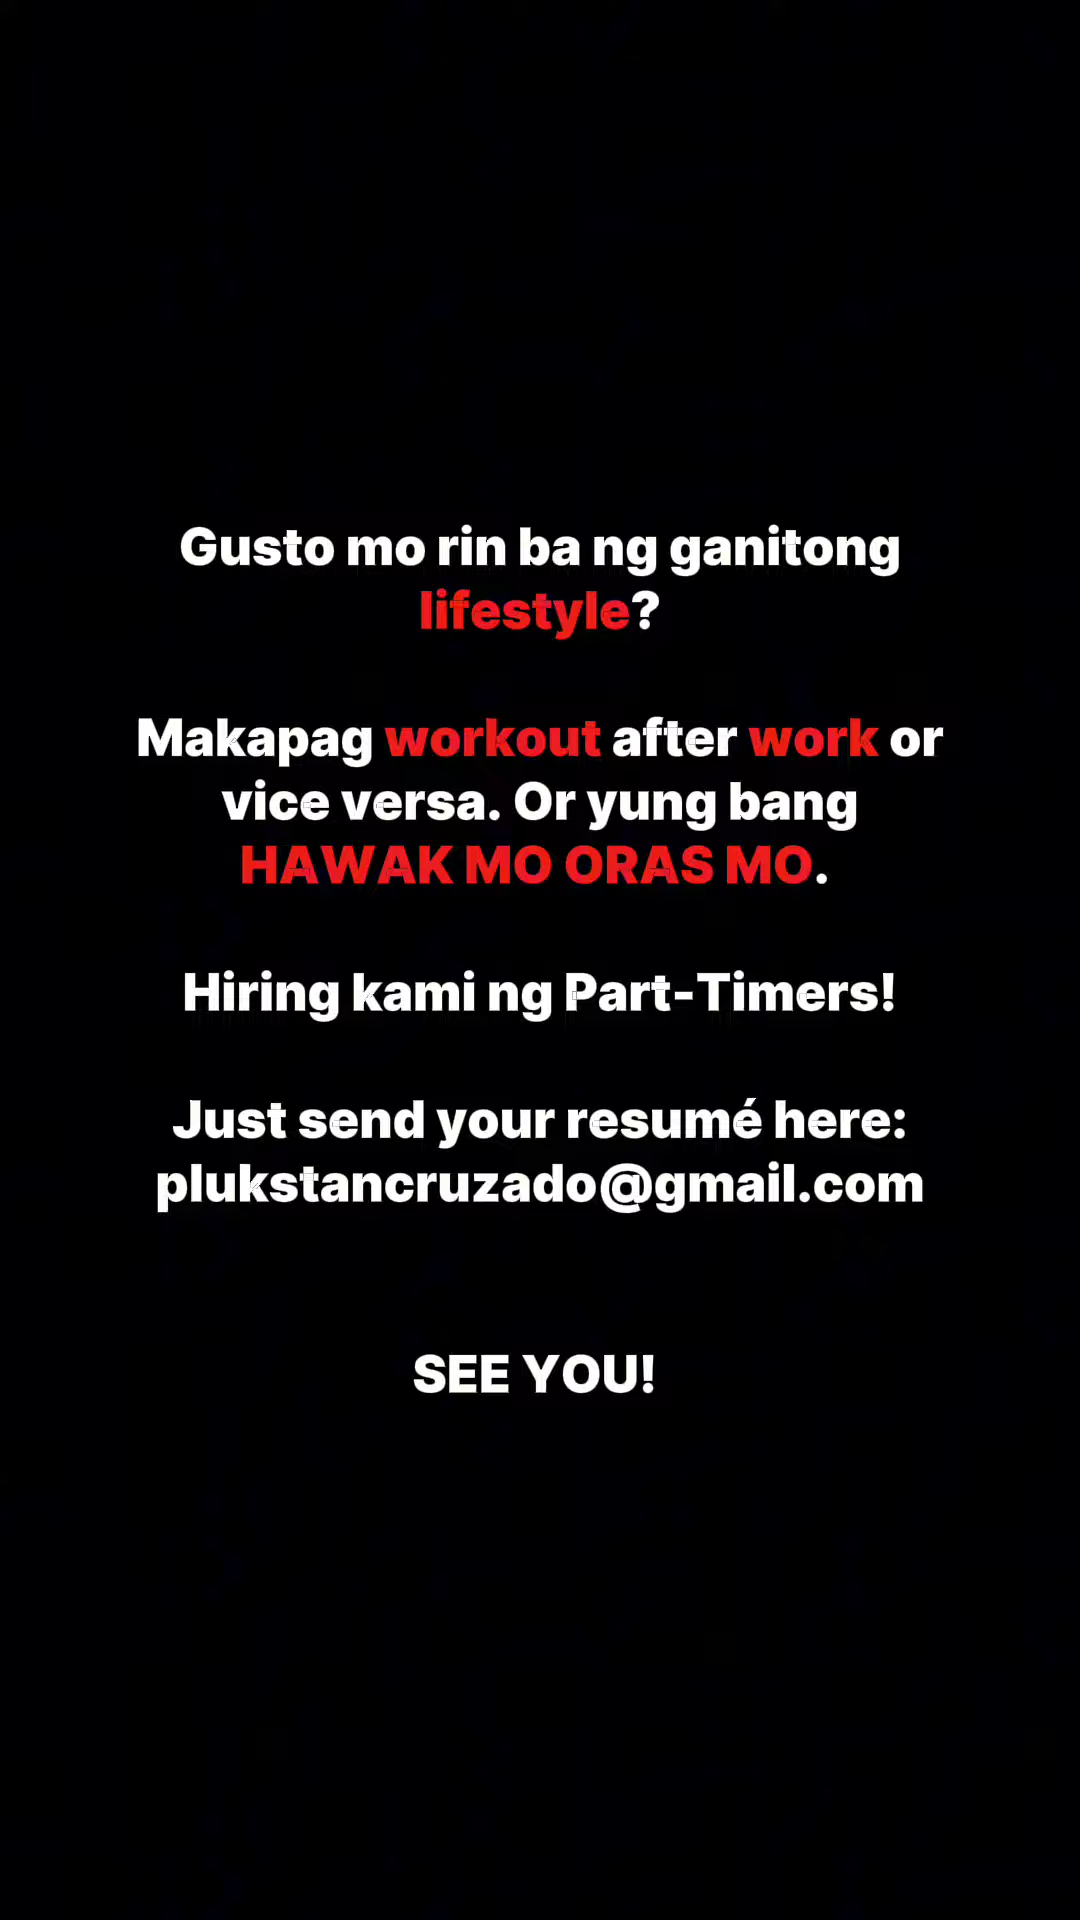 Gusto mo rin ba ng ganitong
lifestyle?
Makapag workout after work or
vice versa. Or yung bang
HAWAK MO ORAS MO.
Hiring kami ng Part-Timers!
Just send your resumé here:
plukstancruzado@gmail.com
SEE YOU!